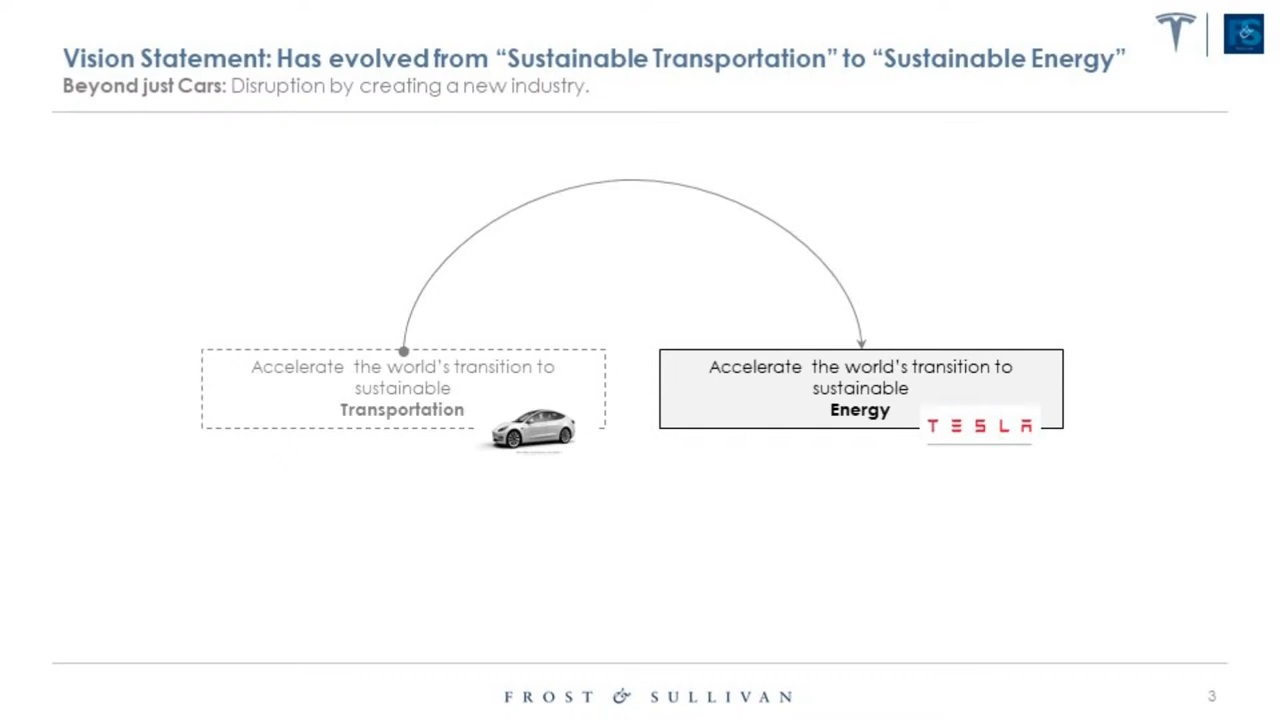 Vision Statement: Has evolved from “Sustainable Transportation” to “Sustainable Energy”
Beyond just Cars: Disruption by creating a new industry.
F&S
Accelerate the world’s transition to
sustainable
Transportation
Accelerate the world’s transition to
sustainable
Energy
TESLA
FROST & SULLIVAN
3